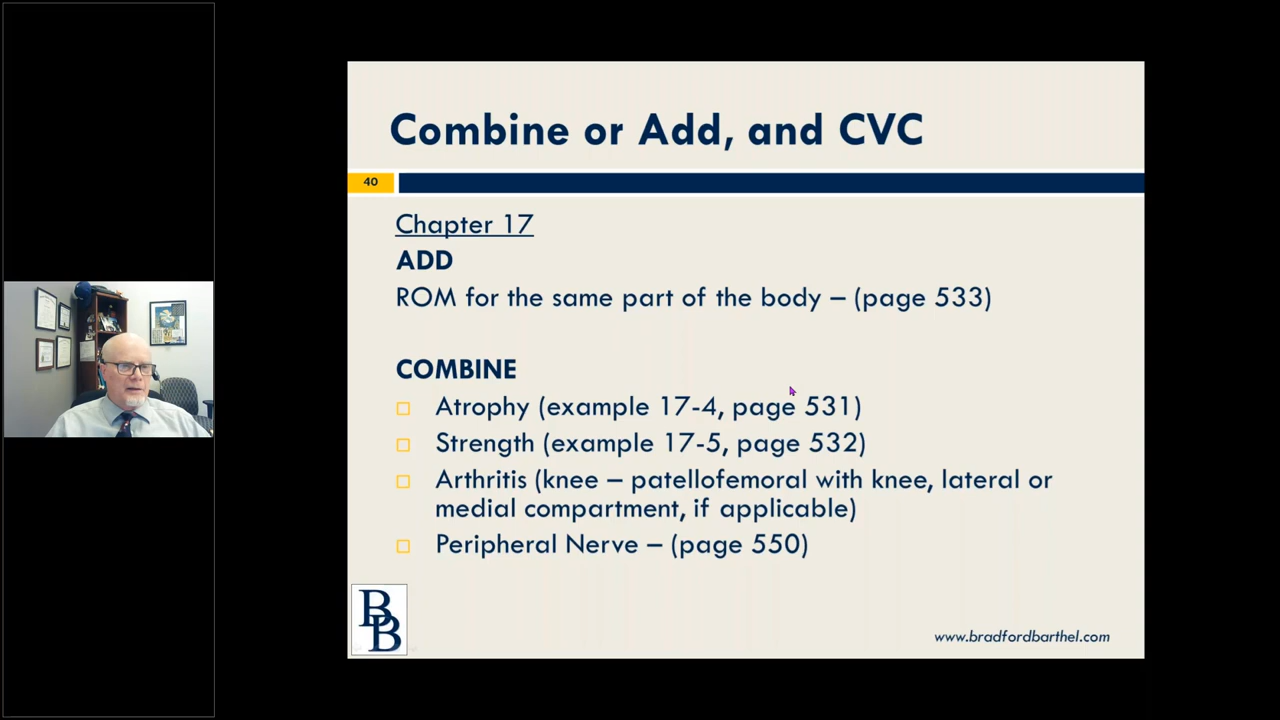 Combine or Add, and CVC
40
Chapter 17
ADD
ROM for the same part of the body – (page 533)
COMBINE
Atrophy (example 17-4, page 531)
Strength (example 17-5, page 532)
Arthritis (knee – patellofemoral with knee, lateral or
medial compartment, if applicable)
Peripheral Nerve – (page 550)
BB
www.bradfordbarthel.com